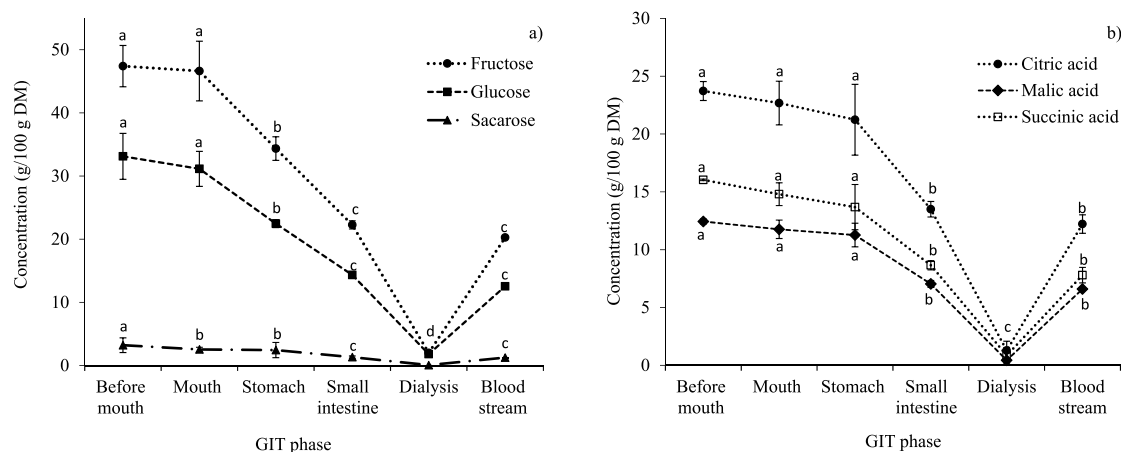 a)
Fructose
Glucose
Sacarose
Concentration (g/100 g DM)
50
40
30
20
10
0
a
a
b
c
c
a
a
b
c
d
c
a
b
b
c
c
Before mouth
Mouth
Stomach
Small intestine
Dialysis
Blood stream
GIT phase
b)
Citric acid
Malic acid
Succinic acid
Concentration (g/100 g DM)
30
25
20
15
10
5
0
a
a
a
b
b
a
a
a
b
c
b
a
a
a
b
b
Before mouth
Mouth
Stomach
Small intestine
Dialysis
Blood stream
GIT phase